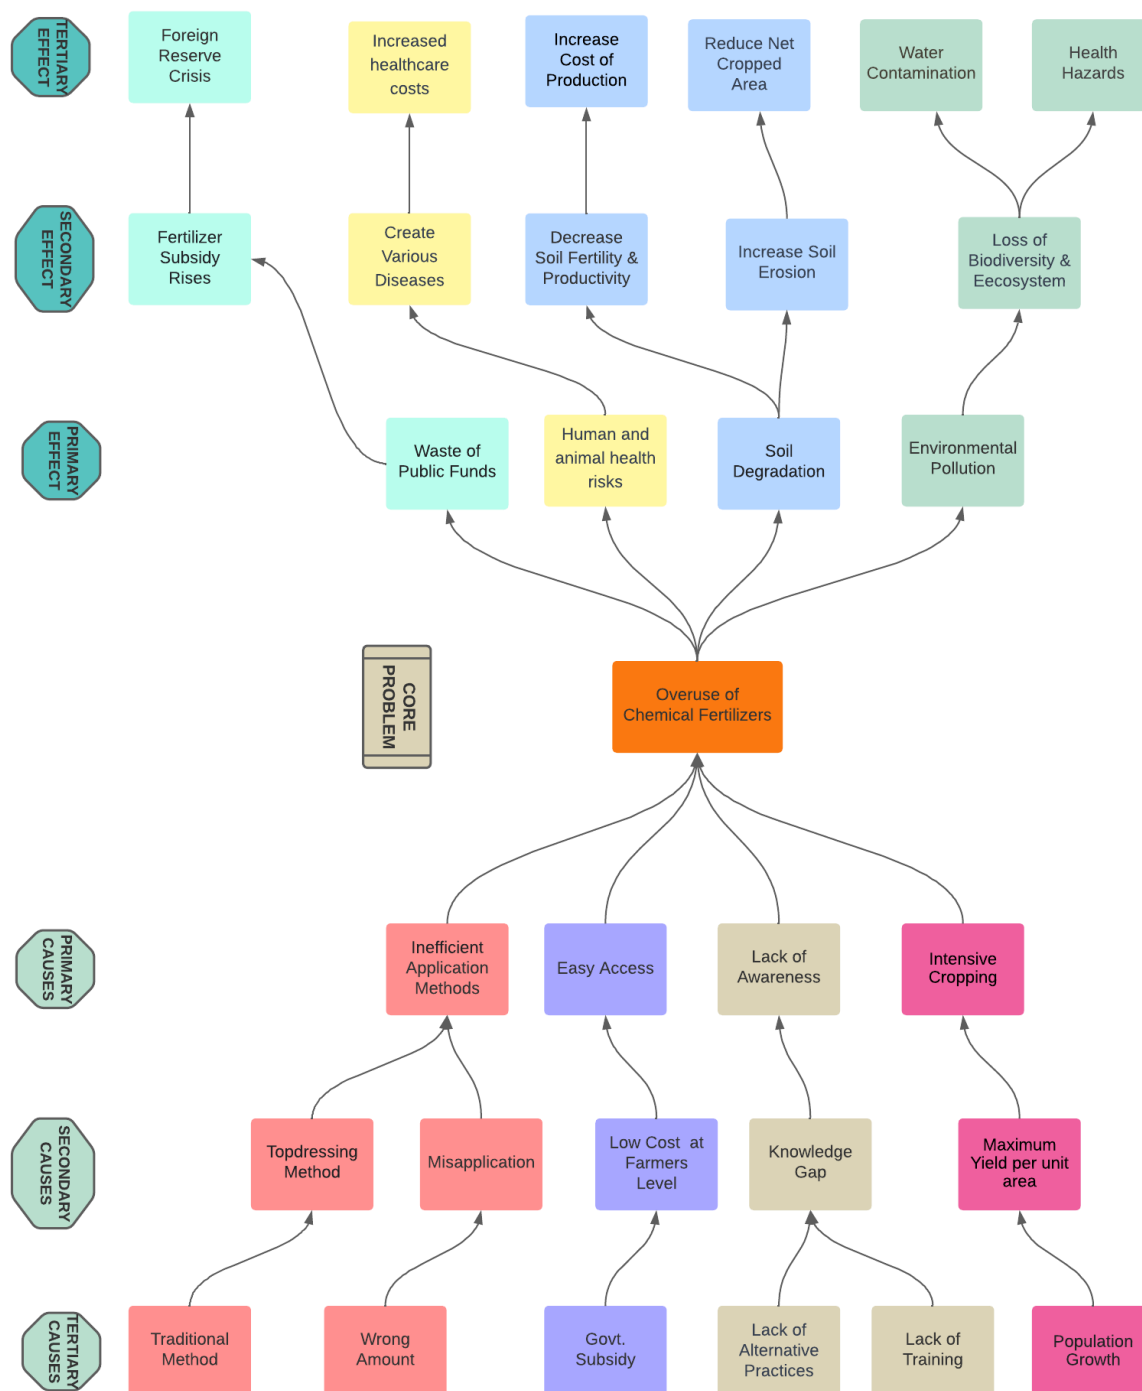 TERTIARY
EFFECT
Foreign
Reserve
Crisis
Increased
healthcare
costs
Increase
Cost of
Production
Reduce Net
Cropped
Area
Water
Contamination
Health
Hazards
SECONDARY
EFFECT
Fertilizer
Subsidy
Rises
Create
Various
Diseases
Decrease
Soil Fertility &
Productivity
Increase Soil
Erosion
Loss of
Biodiversity &
Eecosystem
PRIMARY
EFFECT
Waste of
Public Funds
Human and
animal health
risks
Soil
Degradation
Environmental
Pollution
CORE
PROBLEM
Overuse of
Chemical Fertilizers
PRIMARY
CAUSES
Inefficient
Application
Methods
Easy Access
Lack of
Awareness
Intensive
Cropping
SECONDARY
CAUSES
Topdressing
Method
Misapplication
Low Cost at
Farmers
Level
Knowledge
Gap
Maximum
Yield per unit
area
TERTIARY
CAUSES
Traditional
Method
Wrong
Amount
Govt.
Subsidy
Lack of
Alternative
Practices
Lack of
Training
Population
Growth